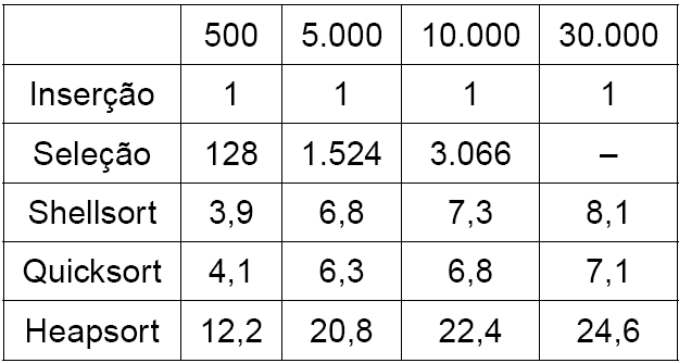 500 5.000 10.000 30.000
Inserção 1 1 1 1
Seleção 128 1.524 3.066 –
Shellsort 3,9 6,8 7,3 8,1
Quicksort 4,1 6,3 6,8 7,1
Heapsort 12,2 20,8 22,4 24,6